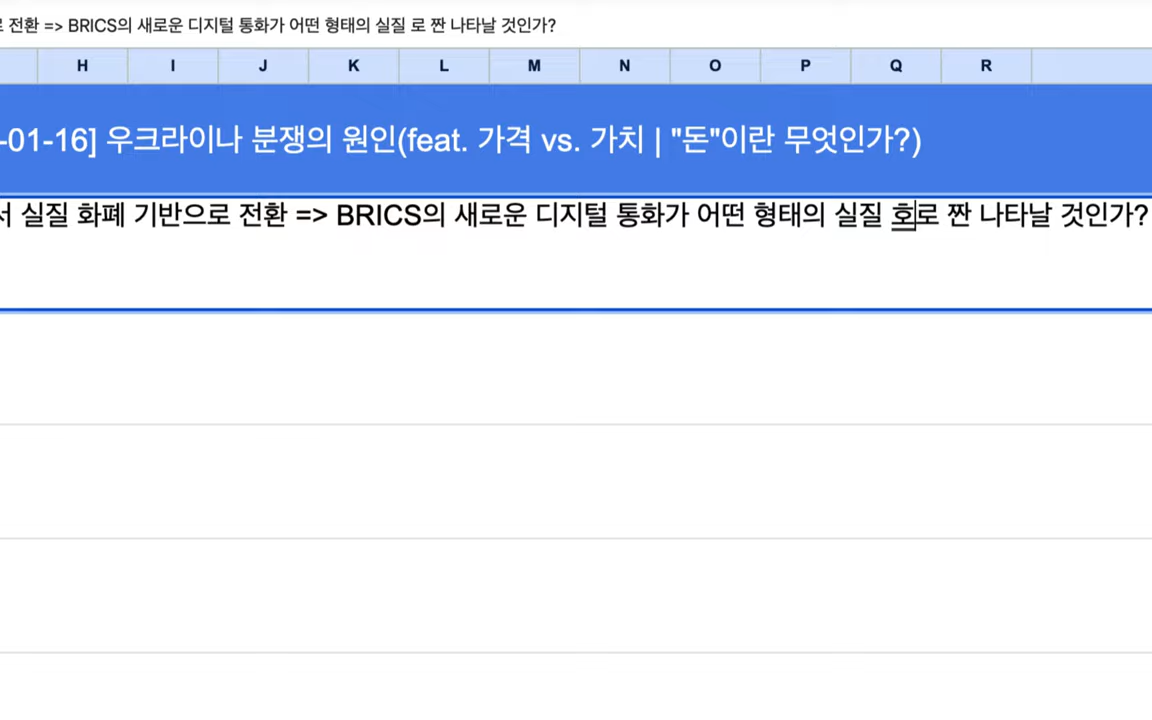 로 전환 => BRICS의 새로운 디지털 통화가 어떤 형태의 실질 로 짠 나타날 것인가?
H I J K L M N O P Q R
-01-16] 우크라이나 분쟁의 원인(feat. 가격 vs. 가치 | "돈"이란 무엇인가?)
서 실질 화폐 기반으로 전환 => BRICS의 새로운 디지털 통화가 어떤 형태의 실질 호로 짠 나타날 것인가?